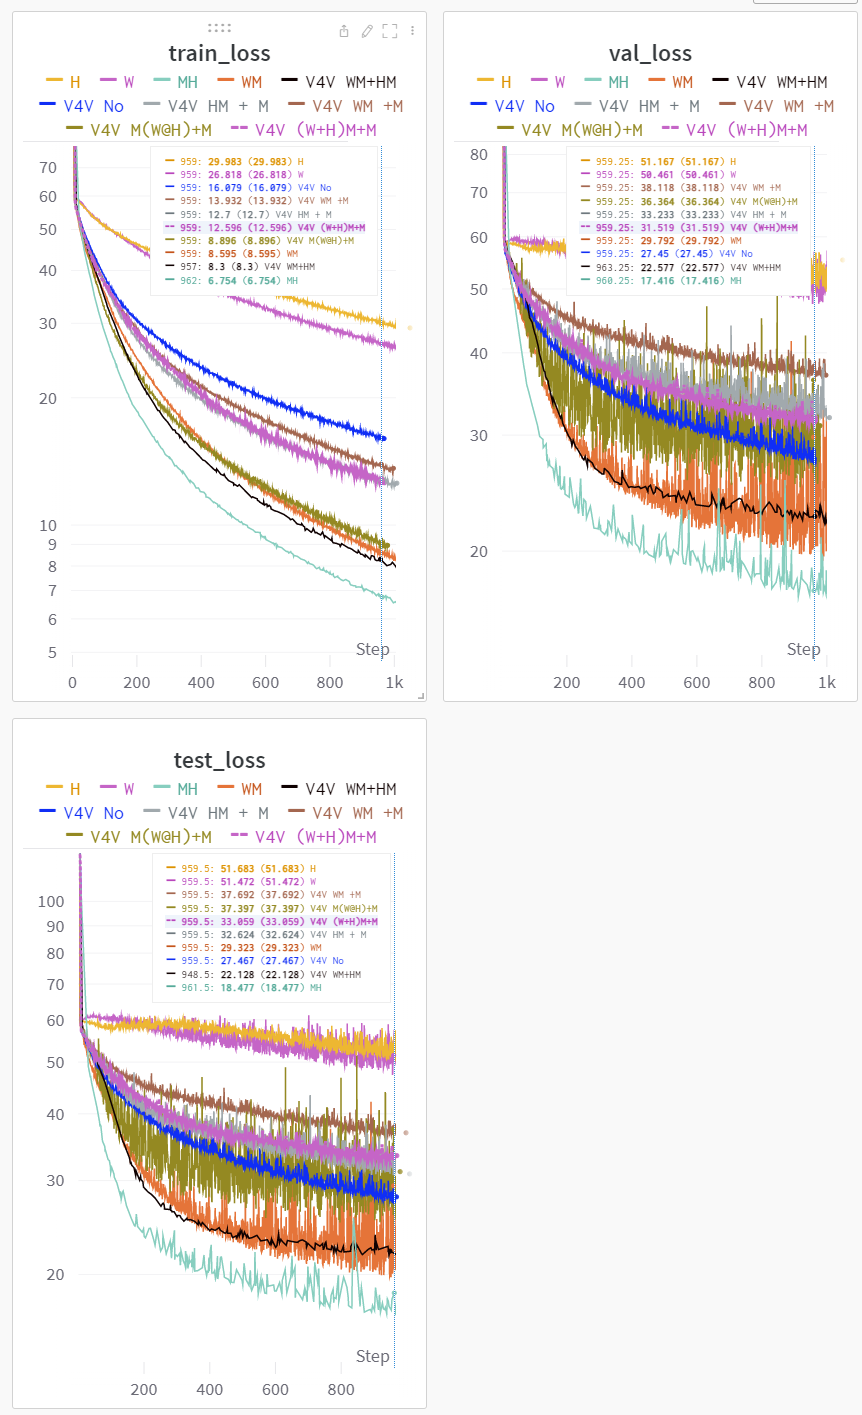 train_loss
H W MH WM V4V WM+HM
V4V No V4V HM + M V4V WM +M
V4V M(W@H)+M V4V (W+H)M+M
70
60
50
40
30
20
10
9
8
7
6
5
959: 29.983 (29.983) H
959: 26.818 (26.818) W
959: 16.079 (16.079) V4V No
959: 13.932 (13.932) V4V WM +M
959: 12.7 (12.7) V4V HM + M
959: 12.596 (12.596) V4V (W+H)M+M
959: 8.896 (8.896) V4V M(W@H)+M
959: 8.595 (8.595) WM
957: 8.3 (8.3) V4V WM+HM
962: 6.754 (6.754) MH
Step
0 200 400 600 800 1k
val_loss
H W MH WM V4V WM+HM
V4V No V4V HM + M V4V WM +M
V4V M(W@H)+M V4V (W+H)M+M
80
70
60
50
40
30
20
959.25: 51.167 (51.167) H
959.25: 50.461 (50.461) W
959.25: 38.118 (38.118) V4V WM +M
959.25: 36.364 (36.364) V4V M(W@H)+M
959.25: 33.233 (33.233) V4V HM + M
959.25: 31.519 (31.519) V4V (W+H)M+M
959.25: 29.792 (29.792) WM
959.25: 27.45 (27.45) V4V No
963.25: 22.577 (22.577) V4V WM+HM
960.25: 17.416 (17.416) MH
Step
200 400 600 800 1k
test_loss
H W MH WM V4V WM+HM
V4V No V4V HM + M V4V WM +M
V4V M(W@H)+M V4V (W+H)M+M
100
90
80
70
60
50
40
30
20
959.5: 51.683 (51.683) H
959.5: 51.472 (51.472) W
959.5: 37.692 (37.692) V4V WM +M
959.5: 37.397 (37.397) V4V M(W@H)+M
959.5: 33.059 (33.059) V4V (W+H)M+M
959.5: 32.624 (32.624) V4V HM + M
959.5: 29.323 (29.323) WM
959.5: 27.467 (27.467) V4V No
948.5: 22.128 (22.128) V4V WM+HM
961.5: 18.477 (18.477) MH
Step
200 400 600 800